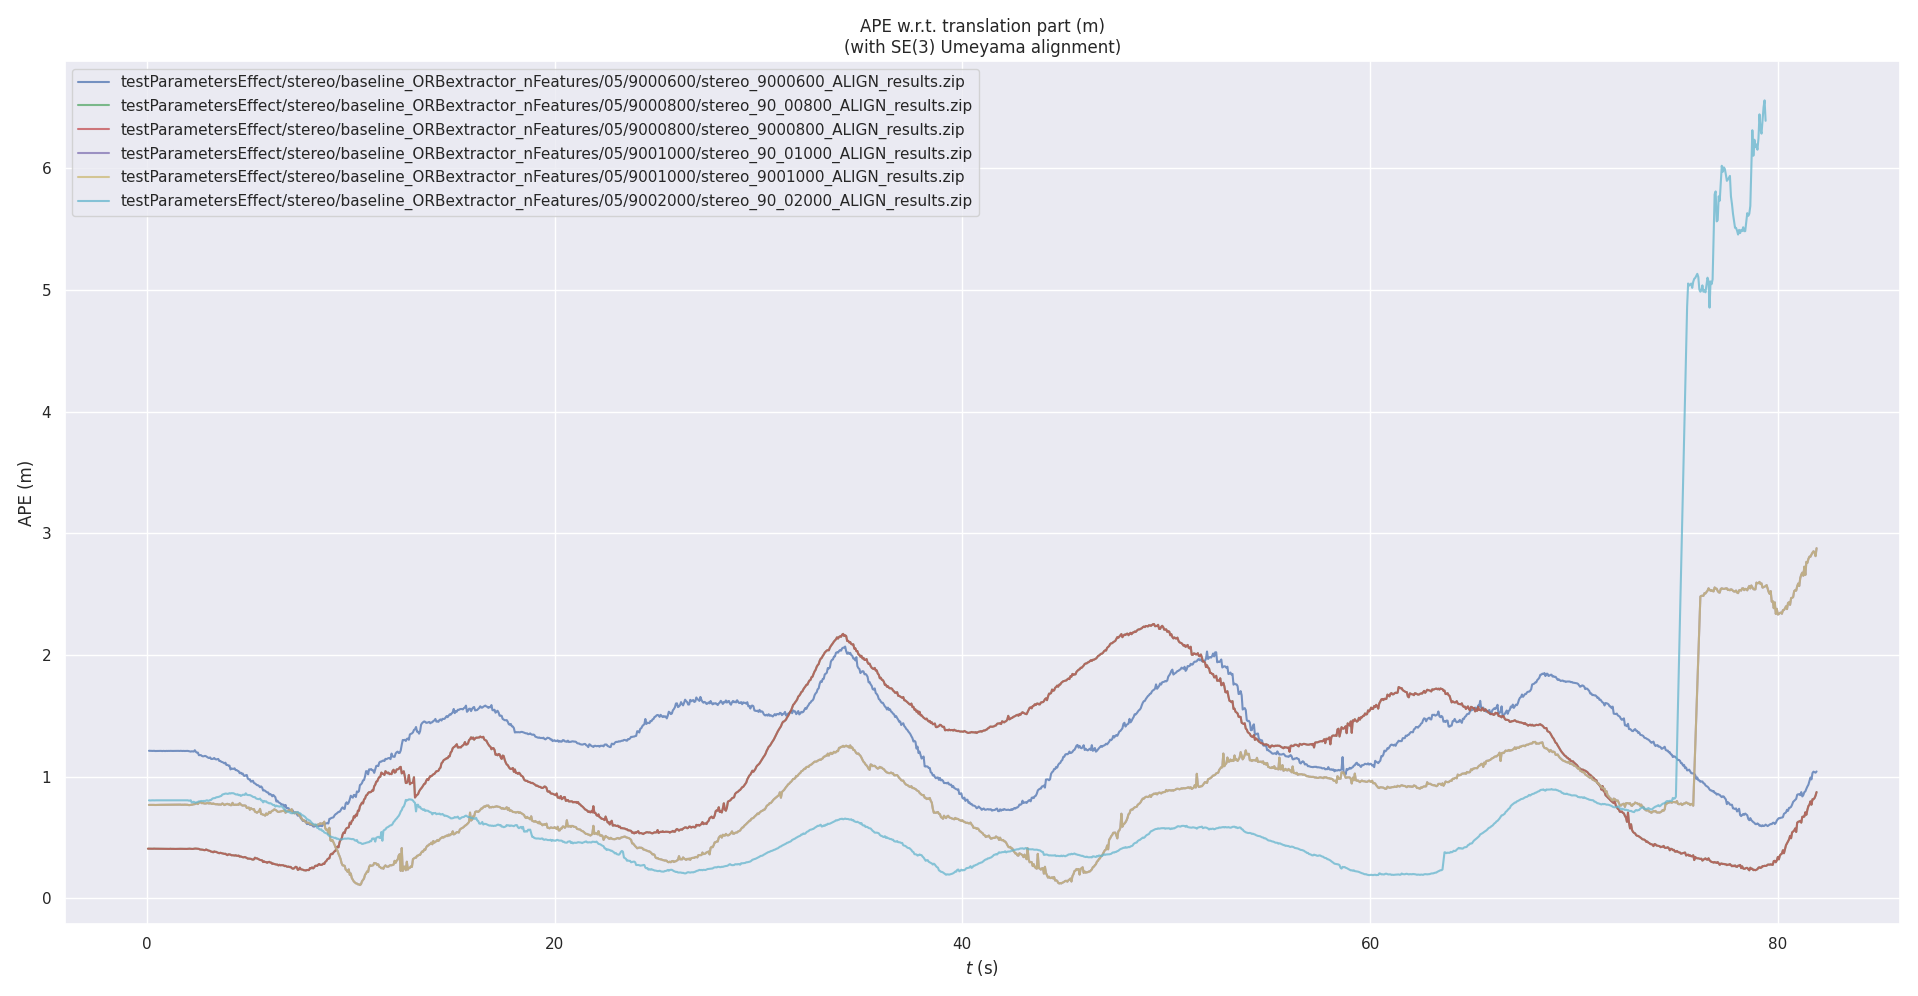 APE w.r.t. translation part (m)
(with SE(3) Umeyama alignment)
testParametersEffect/stereo/baseline_ORBextractor_nFeatures/05/9000600/stereo_9000600_ALIGN_results.zip
testParametersEffect/stereo/baseline_ORBextractor_nFeatures/05/9000800/stereo_90_00800_ALIGN_results.zip
testParametersEffect/stereo/baseline_ORBextractor_nFeatures/05/9000800/stereo_9000800_ALIGN_results.zip
testParametersEffect/stereo/baseline_ORBextractor_nFeatures/05/9001000/stereo_90_01000_ALIGN_results.zip
testParametersEffect/stereo/baseline_ORBextractor_nFeatures/05/9001000/stereo_9001000_ALIGN_results.zip
testParametersEffect/stereo/baseline_ORBextractor_nFeatures/05/9002000/stereo_90_02000_ALIGN_results.zip
6
5
4
3
2
1
0
APE (m)
0 20 40 60 80
t (s)